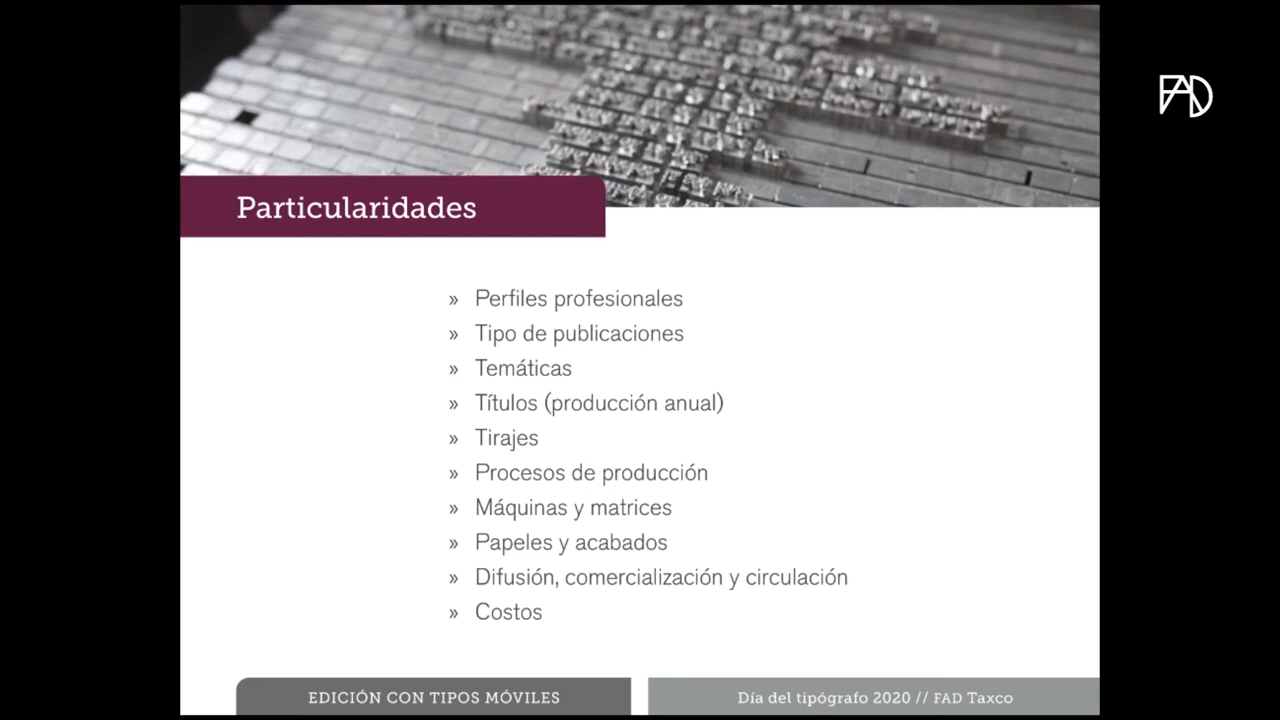 FAD
Particularidades
» Perfiles profesionales
» Tipo de publicaciones
» Temáticas
» Títulos (producción anual)
» Tirajes
» Procesos de producción
» Máquinas y matrices
» Papeles y acabados
» Difusión, comercialización y circulación
» Costos
EDICIÓN CON TIPOS MÓVILES
Día del tipógrafo 2020 // FAD Taxco